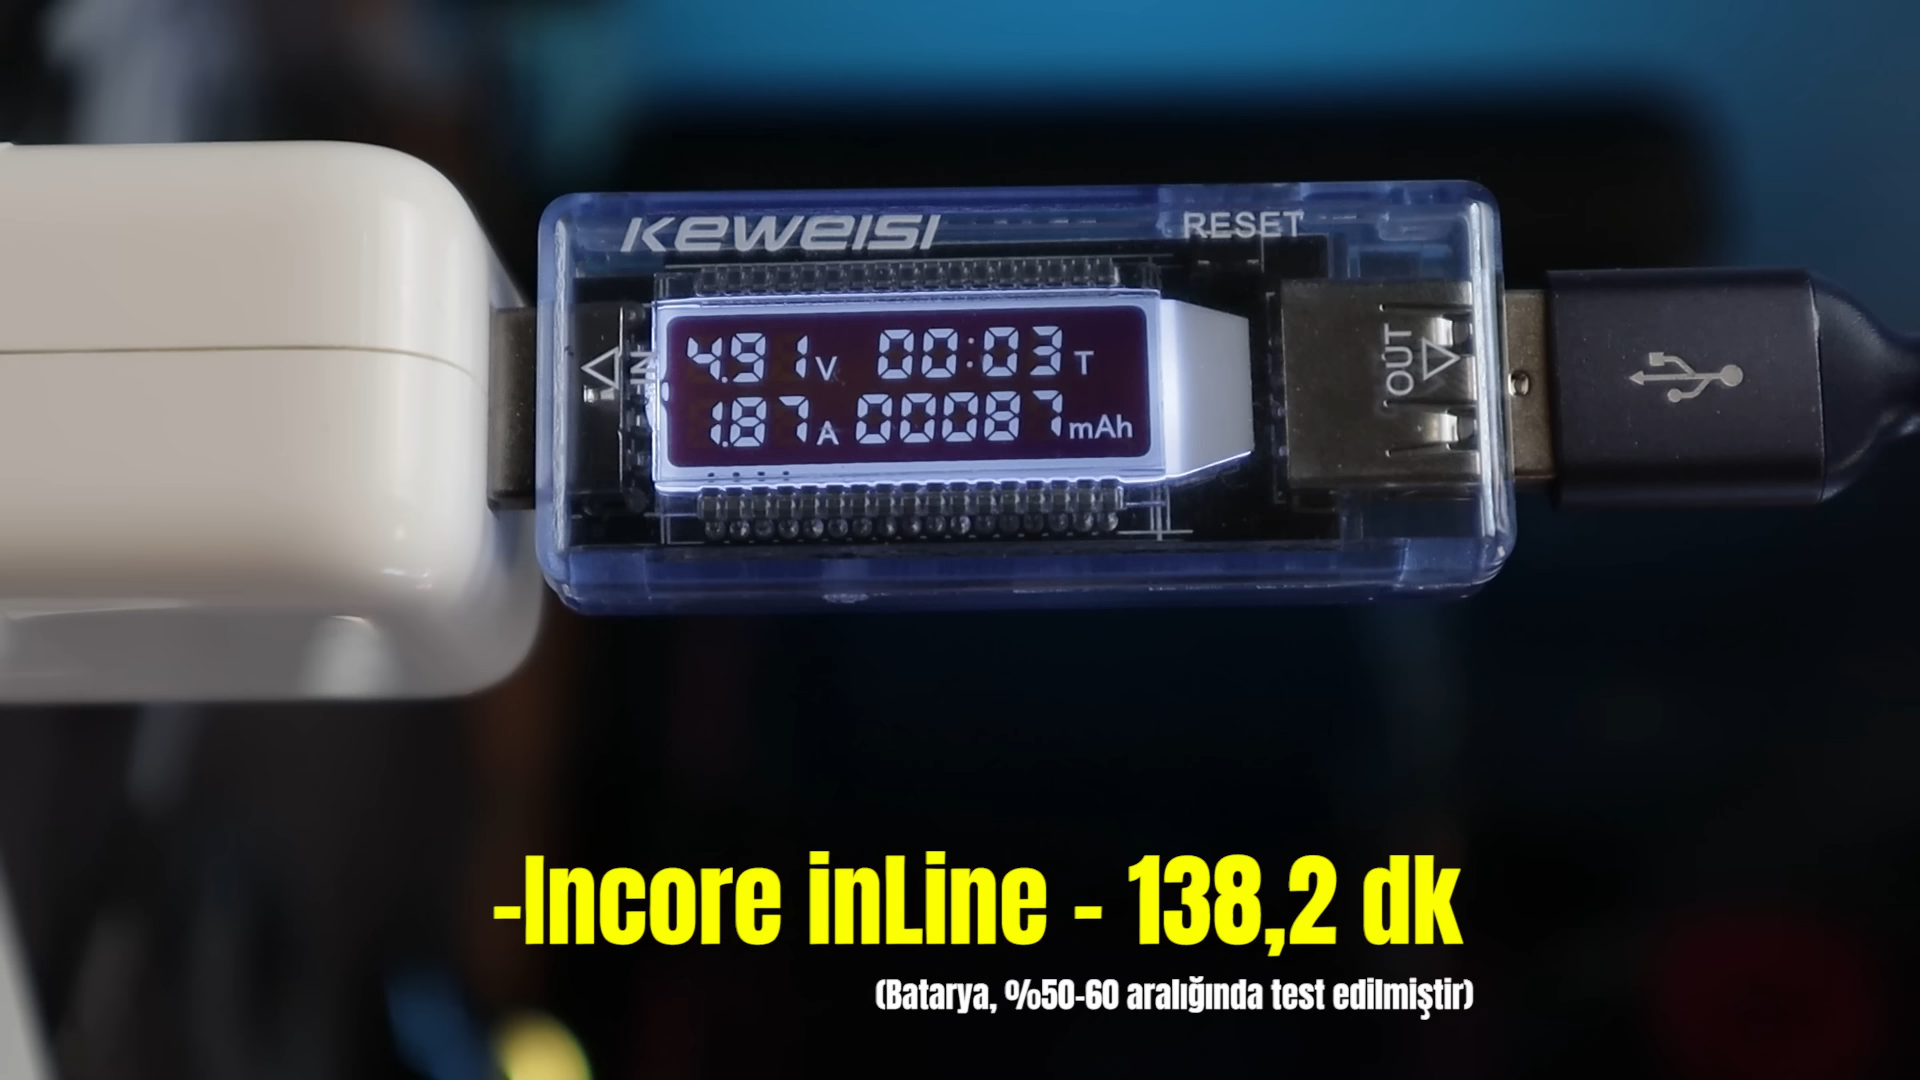 KEWEISI
RESET
4.91V 00:03T
1.87A 00087mAh
OUT
-Incore inLine - 138,2 dk
(Batarya, %50-60 aralığında test edilmiştir)